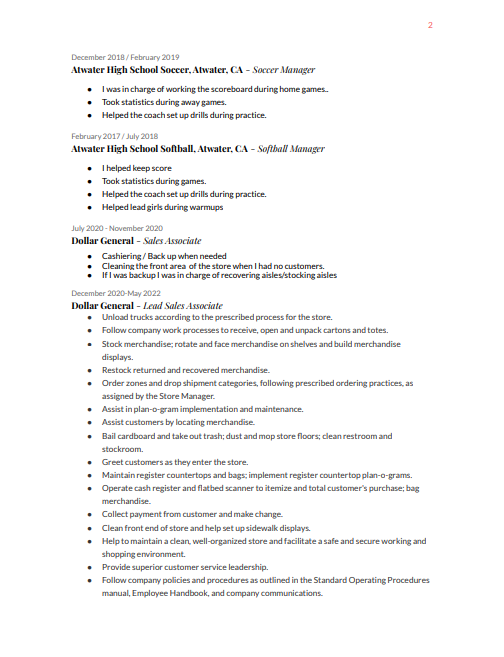 2
December 2018 / February 2019
Atwater High School Soccer, Atwater, CA – Soccer Manager
● I was in charge of working the scoreboard during home games..
● Took statistics during away games.
● Helped the coach set up drills during practice.
February 2017 / July 2018
Atwater High School Softball, Atwater, CA – Softball Manager
● I helped keep score
● Took statistics during games.
● Helped the coach set up drills during practice.
● Helped lead girls during warmups
July 2020 - November 2020
Dollar General – Sales Associate
● Cashiering / Back up when needed
● Cleaning the front area of the store when I had no customers.
● If I was backup I was in charge of recovering aisles/stocking aisles
December 2020-May 2022
Dollar General – Lead Sales Associate
● Unload trucks according to the prescribed process for the store.
● Follow company work processes to receive, open and unpack cartons and totes.
● Stock merchandise; rotate and face merchandise on shelves and build merchandise
displays.
● Restock returned and recovered merchandise.
● Order zones and drop shipment categories, following prescribed ordering practices, as
assigned by the Store Manager.
● Assist in plan-o-gram implementation and maintenance.
● Assist customers by locating merchandise.
● Bail cardboard and take out trash; dust and mop store floors; clean restroom and
stockroom.
● Greet customers as they enter the store.
● Maintain register countertops and bags; implement register countertop plan-o-grams.
● Operate cash register and flatbed scanner to itemize and total customer's purchase; bag
merchandise.
● Collect payment from customer and make change.
● Clean front end of store and help set up sidewalk displays.
● Help to maintain a clean, well-organized store and facilitate a safe and secure working and
shopping environment.
● Provide superior customer service leadership.
● Follow company policies and procedures as outlined in the Standard Operating Procedures
manual, Employee Handbook, and company communications.